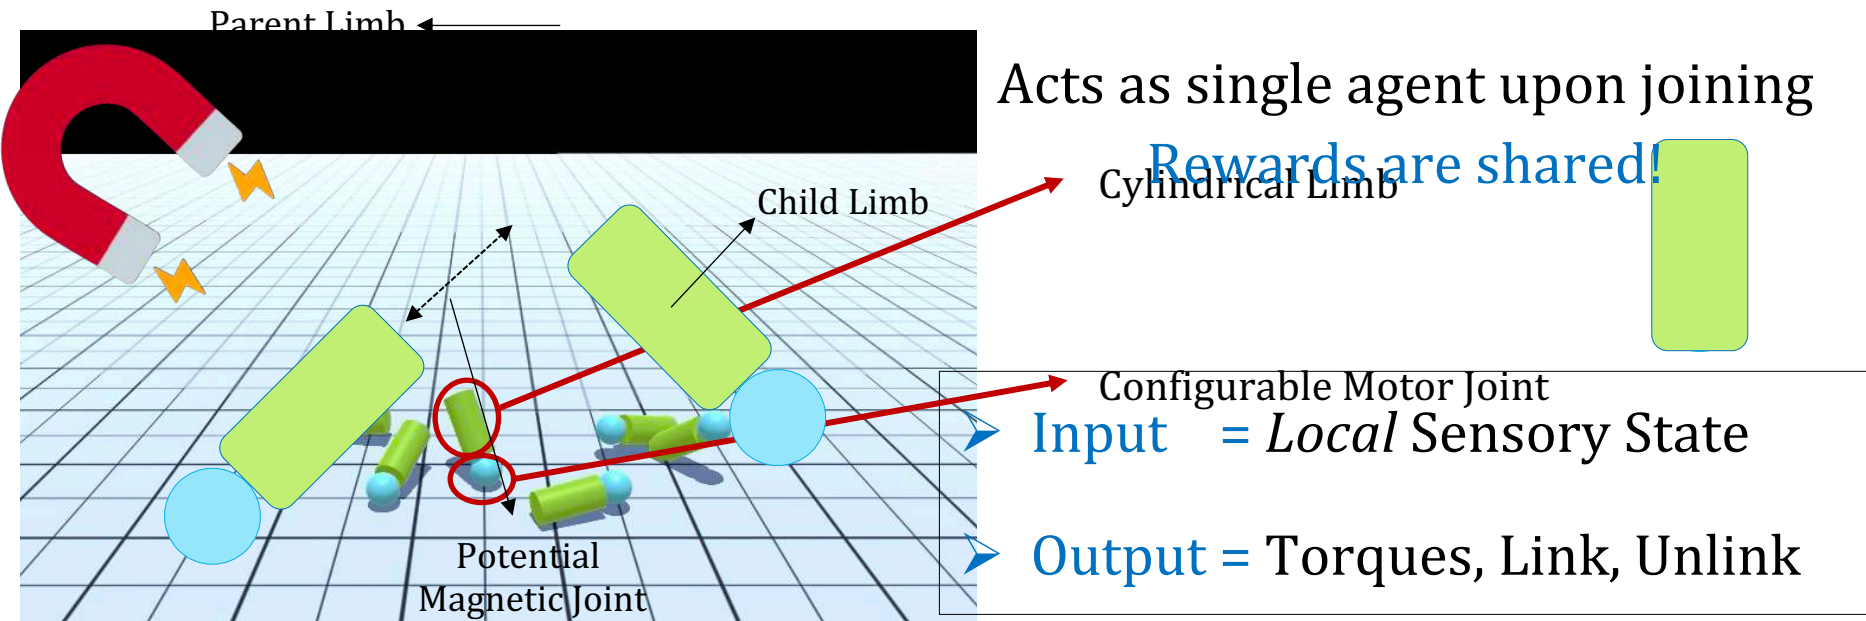 Parent Limb
Acts as single agent upon joining
Rewards are shared!
Cylindrical Limb
Child Limb
Configurable Motor Joint
Input = Local Sensory State
Output = Torques, Link, Unlink
Potential
Magnetic Joint